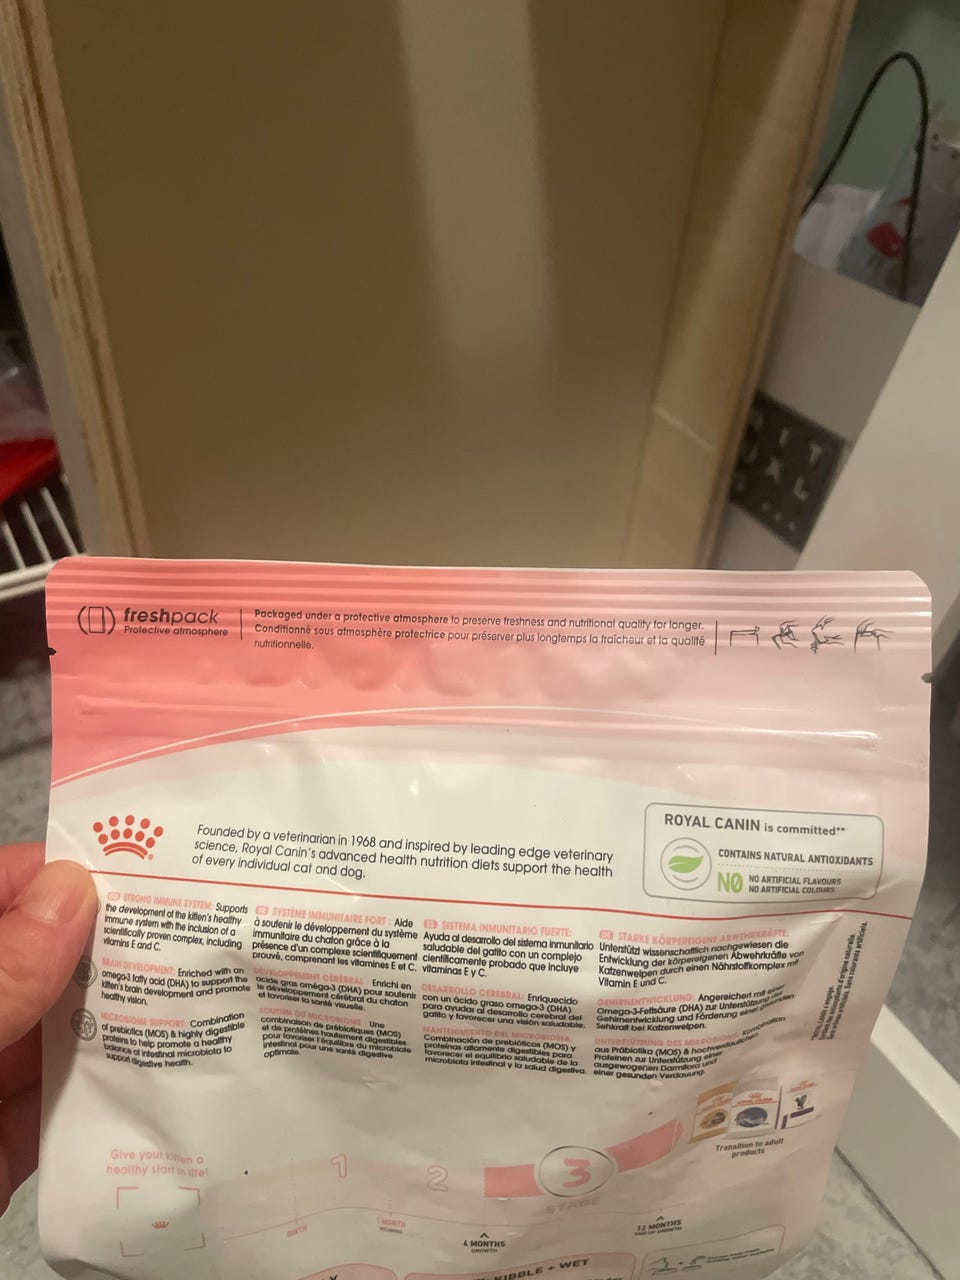 freshpack
Protective atmosphere
Packaged under a protective atmosphere to preserve freshness and nutritional quality for longer.
Conditionné sous atmosphère protectrice pour préserver plus longtemps la fraîcheur et la qualité
nutritionnelle.
Founded by a veterinarian in 1968 and inspired by leading edge veterinary
science, Royal Canin's advanced health nutrition diets support the health
of every individual cat and dog.
ROYAL CANIN is committed**
CONTAINS NATURAL ANTIOXIDANTS
NO NO ARTIFICIAL FLAVOURS
NO ARTIFICIAL COLOURS
GB STRONG IMMUNE SYSTEM: Supports
the development of the kitten's healthy
immune system with the inclusion of a
scientifically proven complex, including
vitamins E and C.
BRAIN DEVELOPMENT: Enriched with an
omega-3 fatty acid (DHA) to support the
kitten's brain development and promote
healthy vision.
MICROBIOME SUPPORT: Combination
of prebiotics (MOS) & highly digestible
proteins to help promote a healthy
balance of intestinal microbiota to
support digestive health.
FR SYSTÈME IMMUNITAIRE FORT : Aide
à soutenir le développement du système
immunitaire du chaton grâce à la
présence d'un complexe scientifiquement
prouvé, comprenant les vitamines E et C.
DÉVELOPPEMENT CÉRÉBRAL: Enrichi en
acide gras oméga-3 (DHA) pour soutenir
le développement cérébral du chaton
et favoriser la santé visuelle.
SOUTIEN DU MICROBIOME : Une
combinaison de prébiotiques (MOS)
et de protéines hautement digestibles
pour favoriser l'équilibre du microbiote
intestinal pour une santé digestive
optimale.
ES SISTEMA INMUNITARIO FUERTE:
Ayuda al desarrollo del sistema inmunitario
saludable del gatito con un complejo
científicamente probado que incluye
vitaminas E y C.
DESARROLLO CEREBRAL: Enriquecido
con un ácido graso omega-3 (DHA)
para ayudar al desarrollo cerebral del
gatito y favorecer una visión saludable.
MANTENIMIENTO DEL MICROBIOMA:
Combinación de prebióticos (MOS) y
proteínas altamente digestibles para
favorecer el equilibrio saludable de la
microbiota intestinal y la salud digestiva.
DE STARKE KÖRPEREIGENE ABWEHRKRÄFTE:
Unterstützt wissenschaftlich nachgewiesen die
Entwicklung der körpereigenen Abwehrkräfte von
Katzenwelpen durch einen Nährstoffkomplex mit
Vitamin E und C.
GEHIRNENTWICKLUNG: Angereichert mit einer
Omega-3-Fettsäure (DHA) zur Unterstützung der
Gehirnentwicklung und Förderung einer gesunden
Sehkraft bei Katzenwelpen.
UNTERSTÜTZUNG DES MIKROBIOMS: Kombination
aus Präbiotika (MOS) & hochverdaulichen
Proteinen zur Unterstützung einer
ausgewogenen Darmflora und
einer gesunden Verdauung.
Transition to adult
products
Give your kitten a
healthy start in life!
1
2
3
STAGE
BIRTH
1 MONTH
WEANING
4 MONTHS
GROWTH
12 MONTHS
END OF GROWTH
KIBBLE + WET